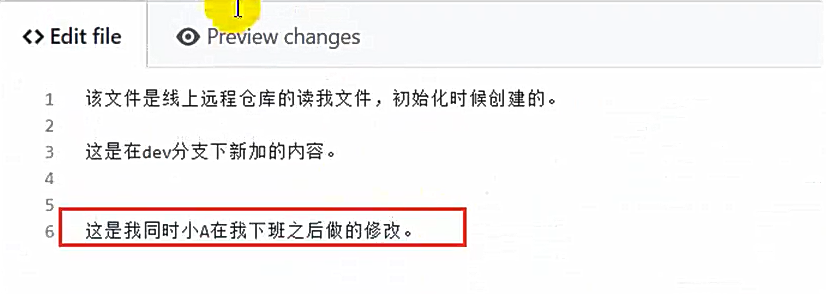 <> Edit file Preview changes
1 该文件是线上远程仓库的读我文件，初始化时候创建的。
2
3 这是在dev分支下新加的内容。
4
5
6 这是我同时小A在我下班之后做的修改。